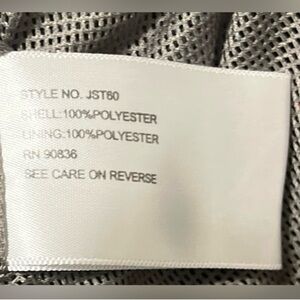 STYLE NO. JST60
SHELL:100%POLYESTER
LINING:100%POLYESTER
RN 90836
SEE CARE ON REVERSE